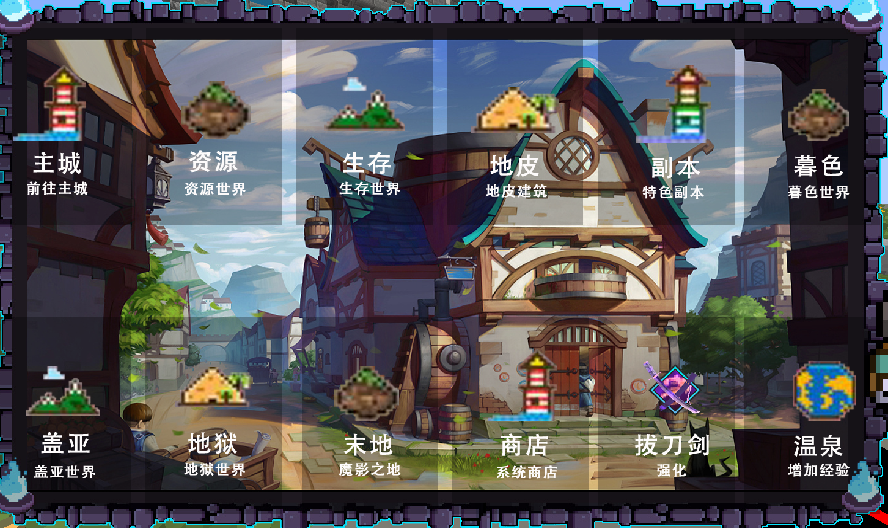 主城 资源 生存 地皮 副本 暮色
前往主城 资源世界 生存世界 地皮建筑 特色副本 暮色世界
盖亚 地狱 末地 商店 拔刀剑 温泉
盖亚世界 地狱世界 魔影之地 系统商店 强化 增加经验